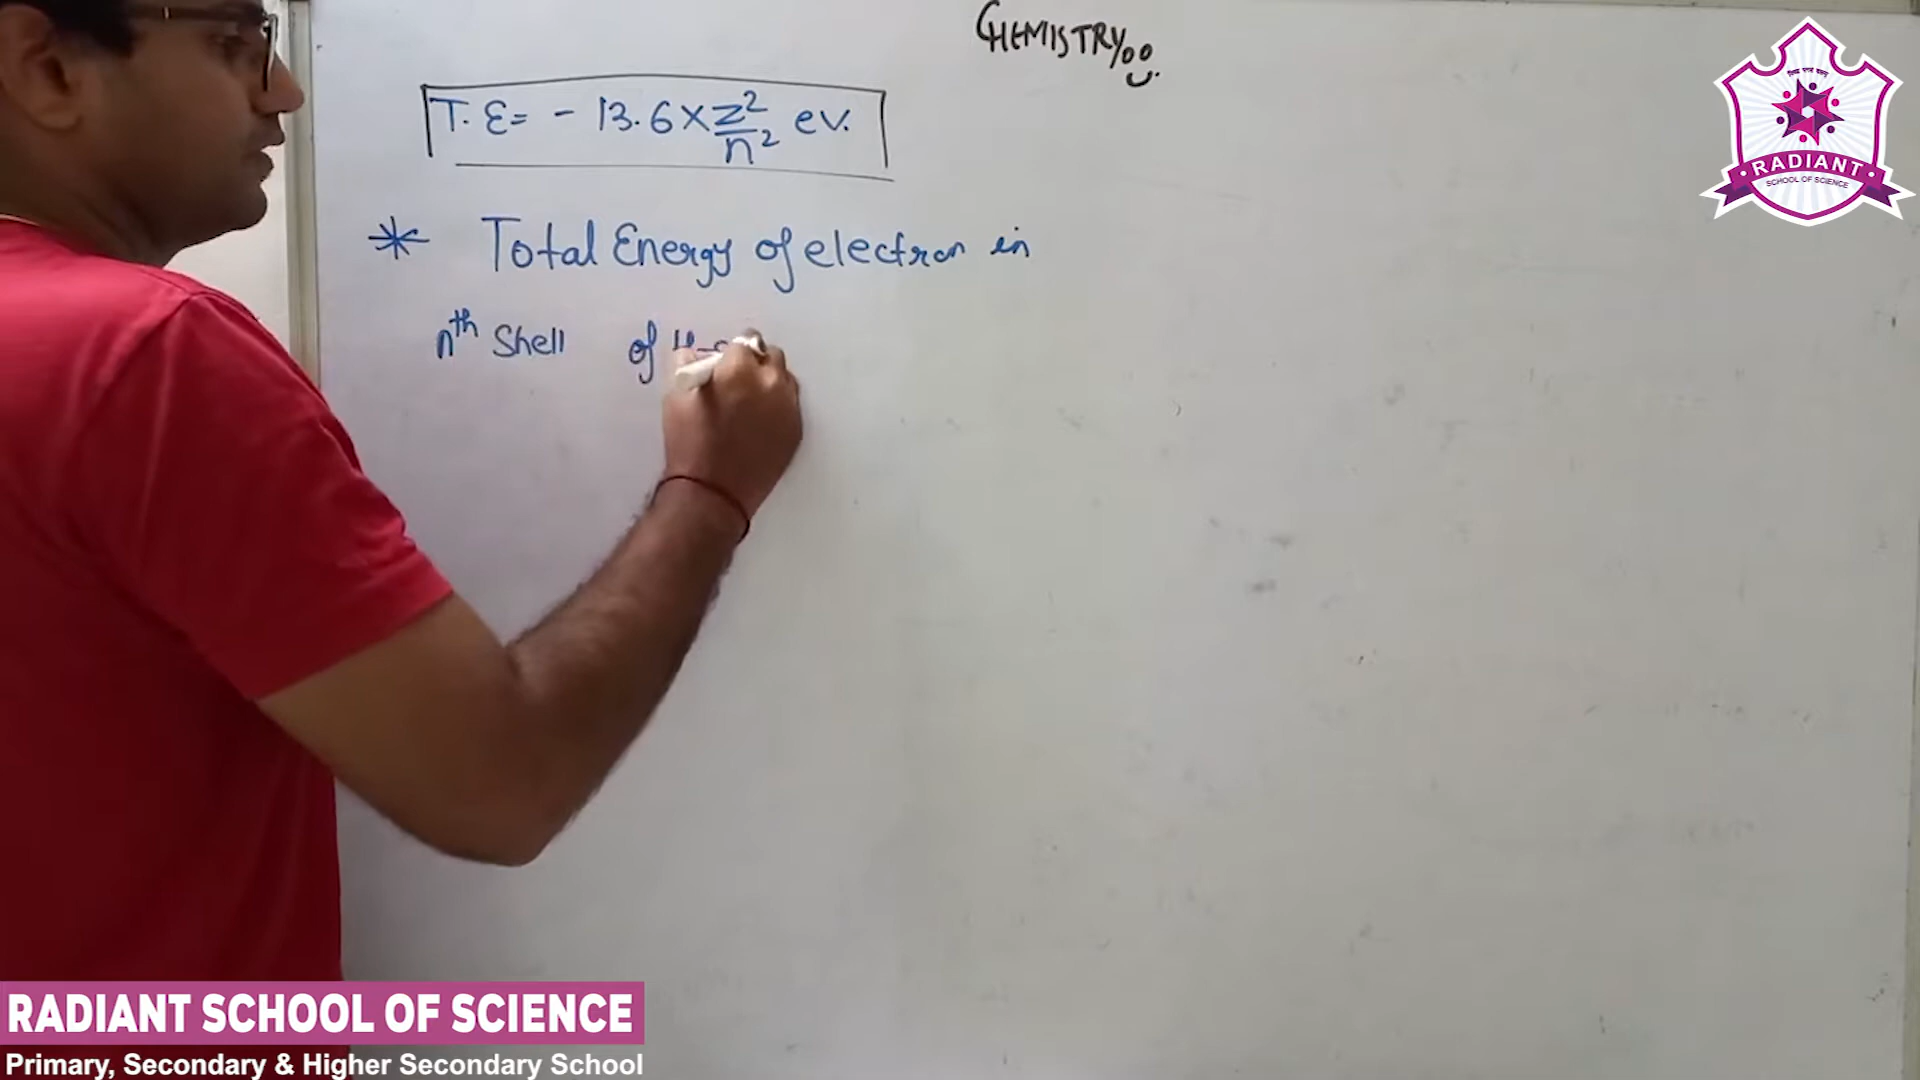 CHEMISTRY
T. E = - 13.6 X Z²/n² ev.
* Total Energy of electron in
nth Shell of H-
RADIANT
SCHOOL OF SCIENCE
RADIANT SCHOOL OF SCIENCE
Primary, Secondary & Higher Secondary School